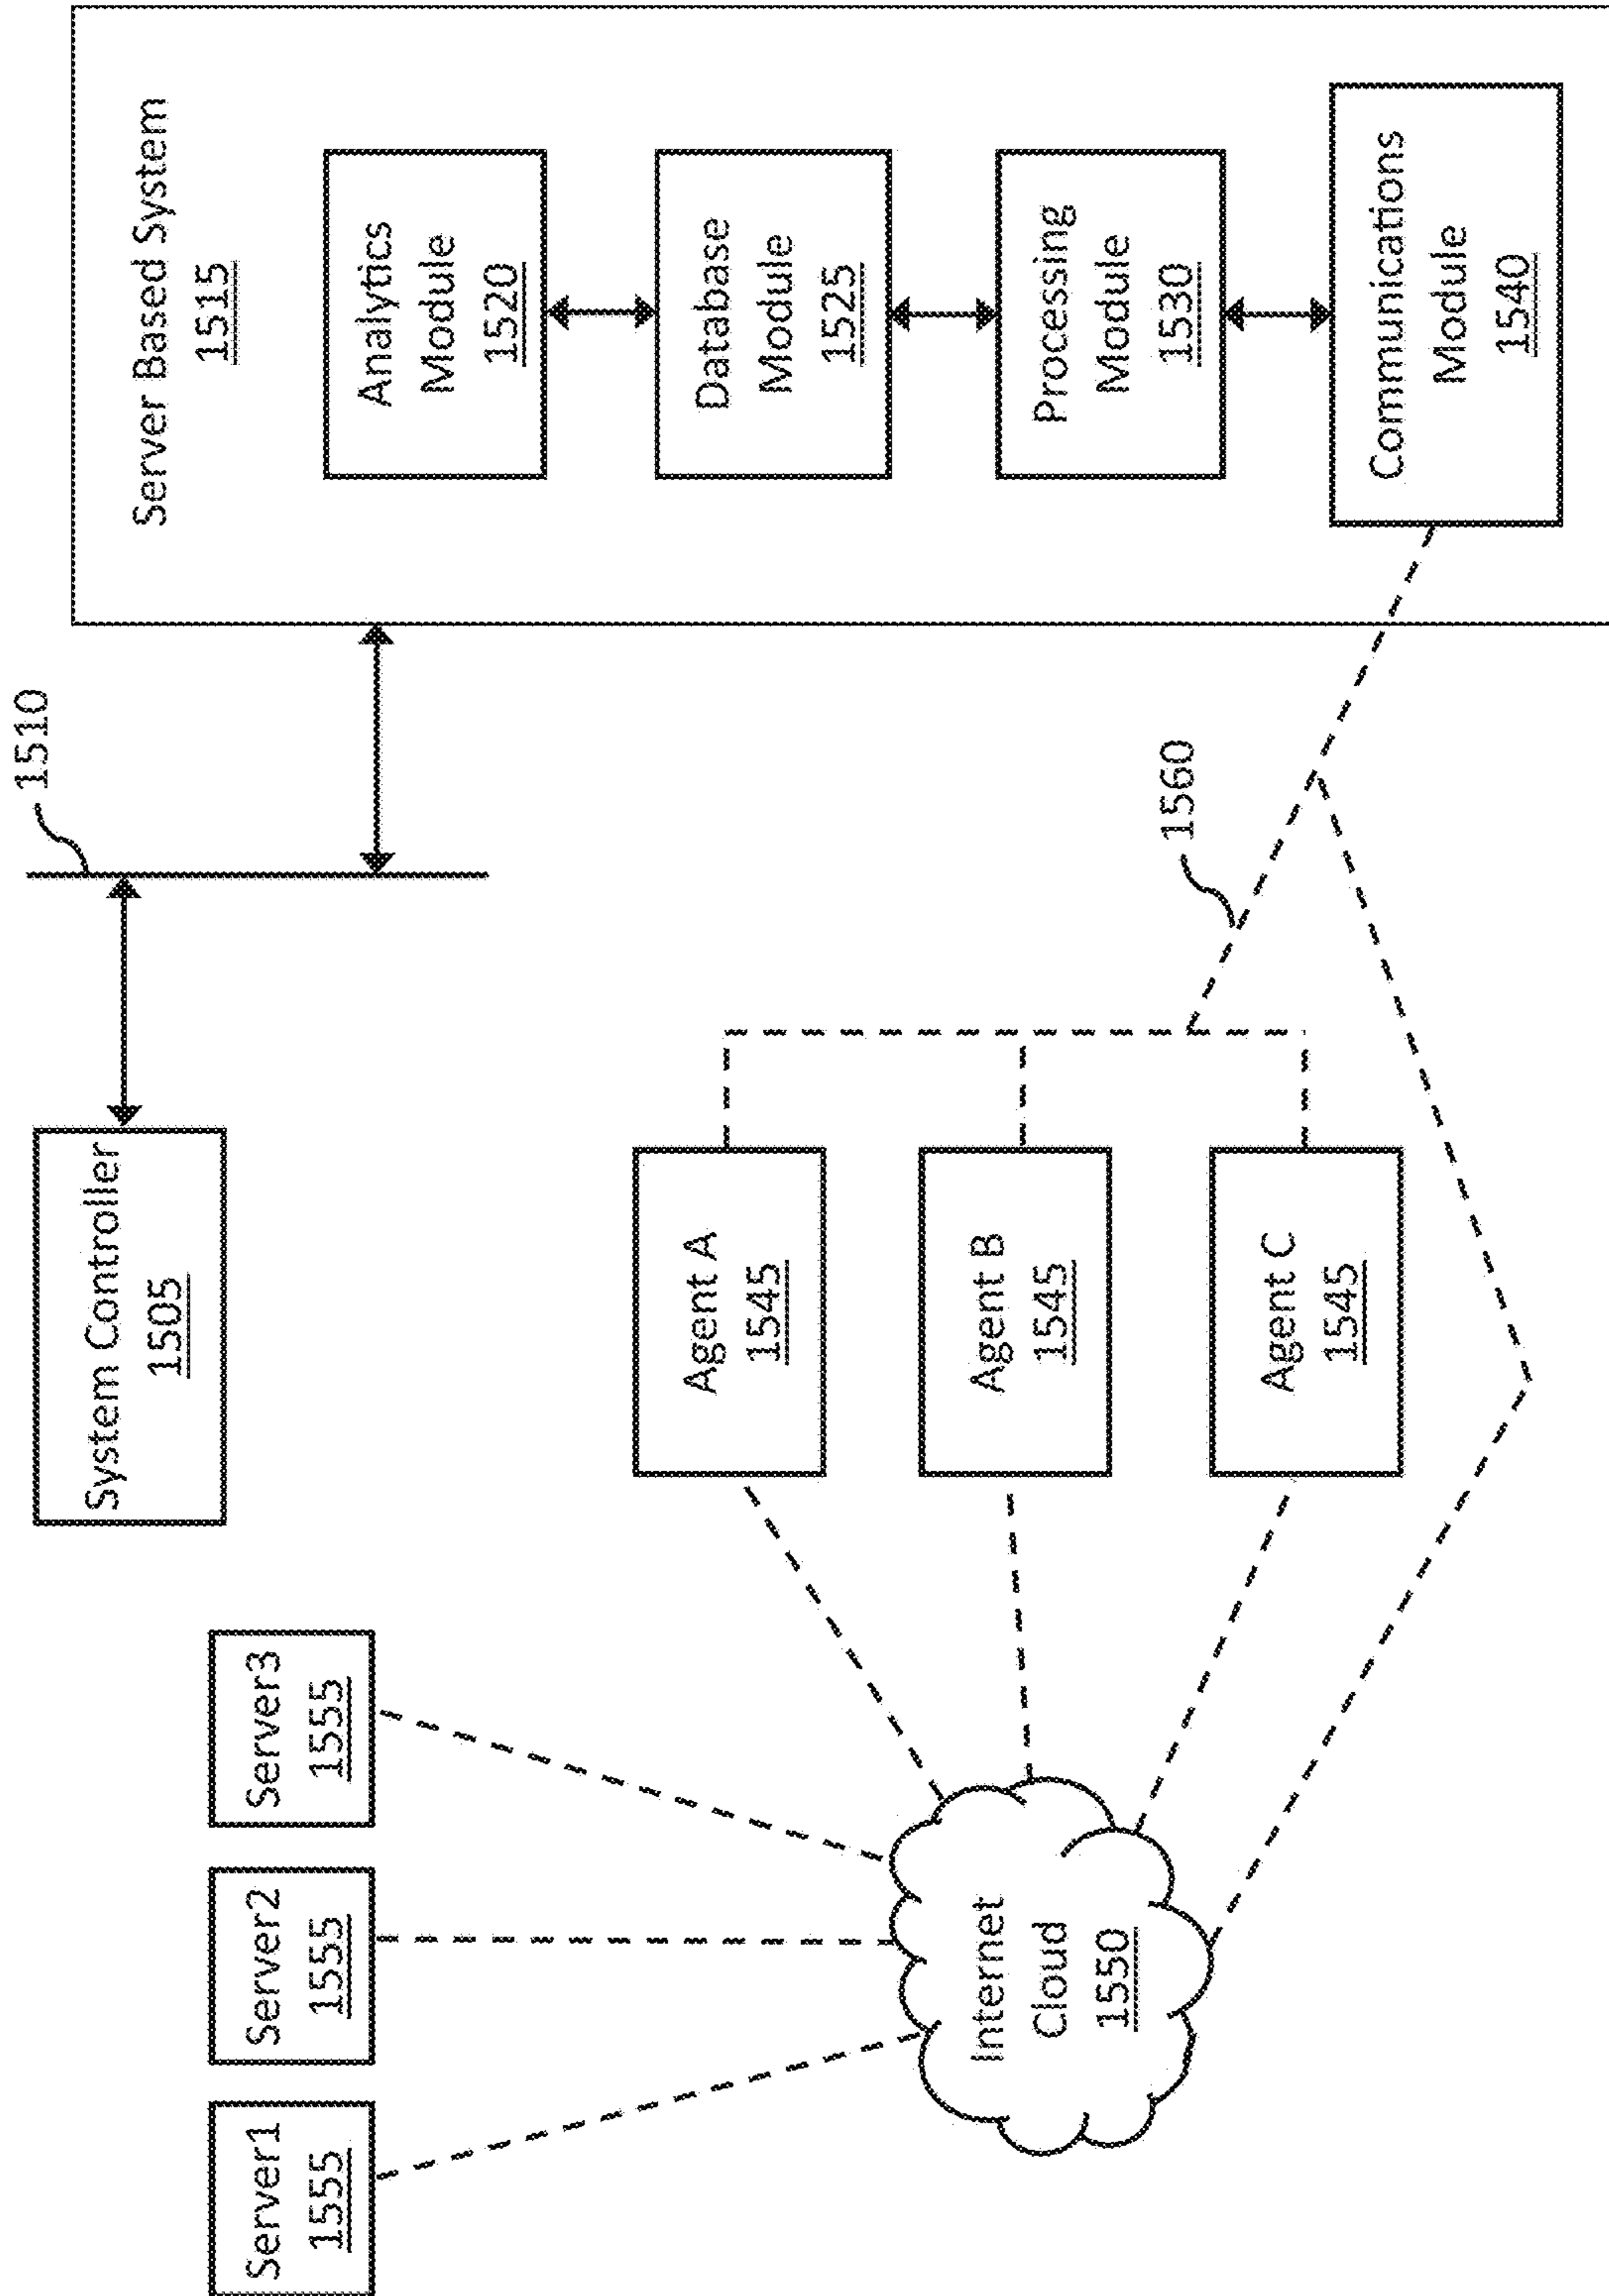 1510
System Controller
1505
Server Based System
1515
Server1
1555
Server2
1555
Server3
1555
Analytics
Module
1520
Database
Module
1525
Agent A
1545
Processing
Module
1530
Agent B
1545
Internet
Cloud
1550
1560
Agent C
1545
Communications
Module
1540